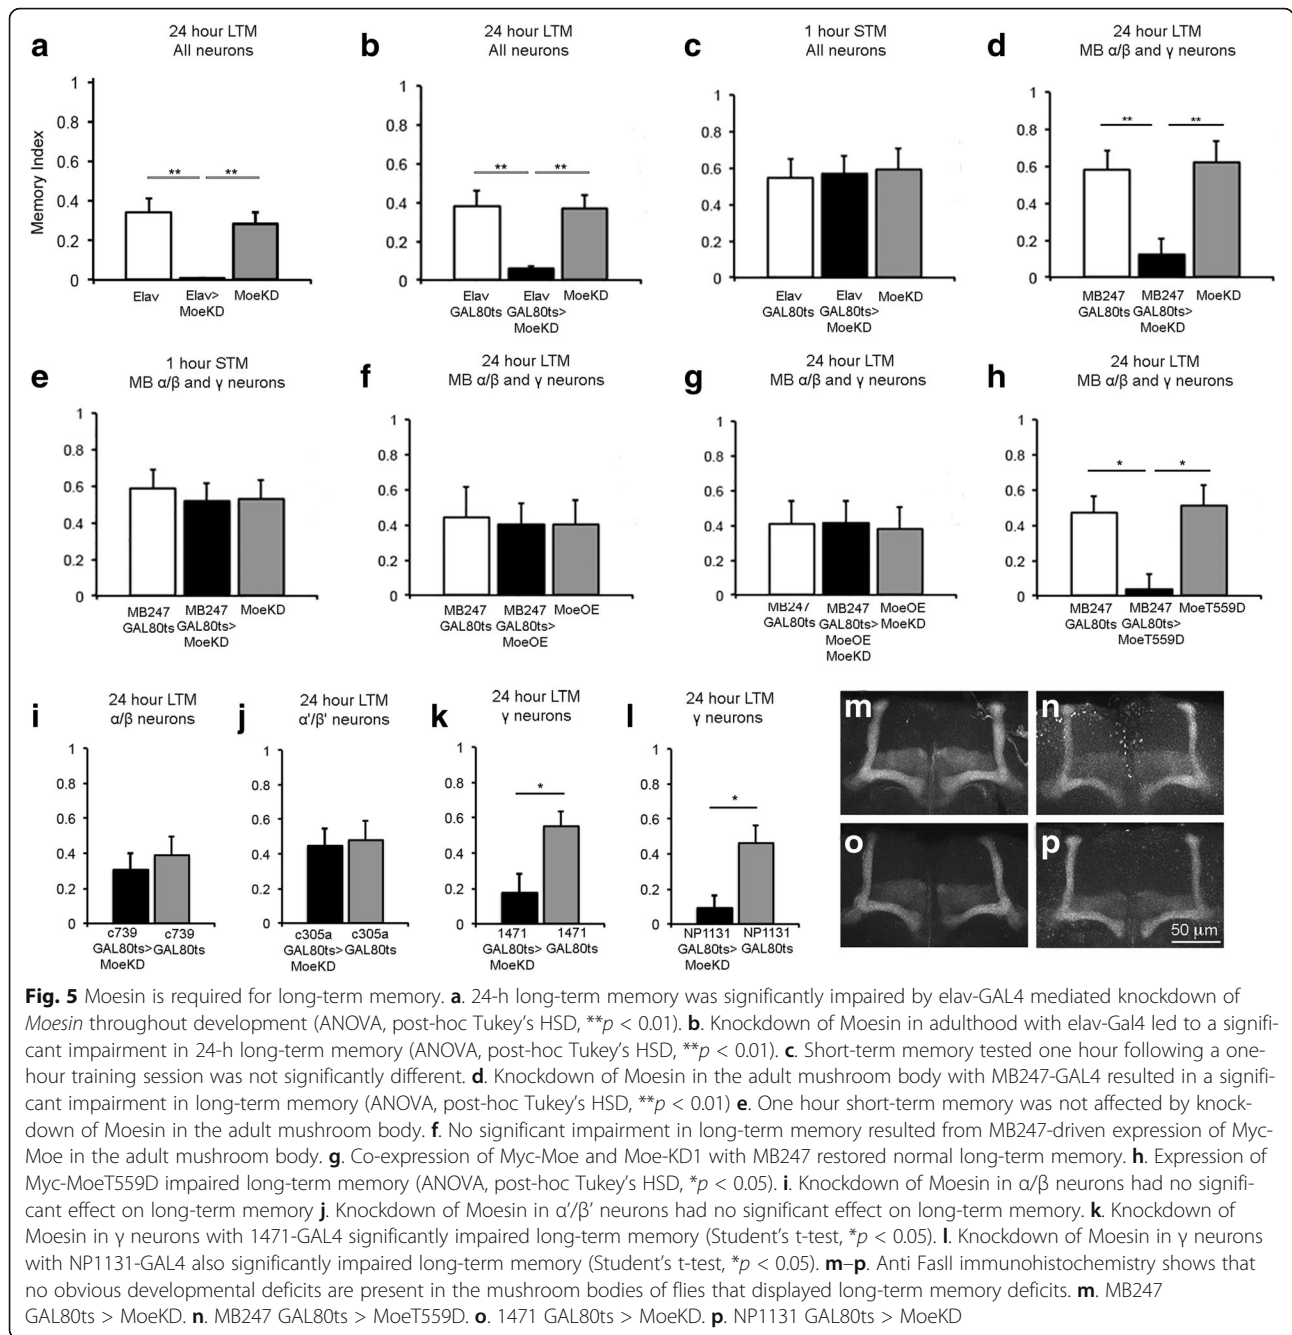 a
24 hour LTM
All neurons
Memory Index
1
0.8
0.6
0.4
0.2
0
** **
Elav
Elav>
MoeKD
MoeKD
b
24 hour LTM
All neurons
1
0.8
0.6
0.4
0.2
0
** **
Elav
GAL80ts
Elav
GAL80ts>
MoeKD
MoeKD
c
1 hour STM
All neurons
1
0.8
0.6
0.4
0.2
0
Elav
GAL80ts
Elav
GAL80ts>
MoeKD
MoeKD
d
24 hour LTM
MB α/β and γ neurons
1
0.8
0.6
0.4
0.2
0
** **
MB247
GAL80ts
MB247
GAL80ts>
MoeKD
MoeKD
e
1 hour STM
MB α/β and γ neurons
1
0.8
0.6
0.4
0.2
0
MB247
GAL80ts
MB247
GAL80ts>
MoeKD
MoeKD
f
24 hour LTM
MB α/β and γ neurons
1
0.8
0.6
0.4
0.2
0
MB247
GAL80ts
MB247
GAL80ts>
MoeOE
MoeOE
g
24 hour LTM
MB α/β and γ neurons
1
0.8
0.6
0.4
0.2
0
MB247
GAL80ts
MB247
GAL80ts>
MoeOE
MoeKD
MoeOE
MoeKD
h
24 hour LTM
MB α/β and γ neurons
1
0.8
0.6
0.4
0.2
0
* *
MB247
GAL80ts
MB247
GAL80ts>
MoeT559D
MoeT559D
i
24 hour LTM
α/β neurons
1
0.8
0.6
0.4
0.2
0
c739
GAL80ts>
MoeKD
c739
GAL80ts
j
24 hour LTM
α'/β' neurons
1
0.8
0.6
0.4
0.2
0
c305a
GAL80ts>
MoeKD
c305a
GAL80ts
k
24 hour LTM
γ neurons
1
0.8
0.6
0.4
0.2
0
*
1471
GAL80ts>
MoeKD
1471
GAL80ts
l
24 hour LTM
γ neurons
1
0.8
0.6
0.4
0.2
0
*
NP1131
GAL80ts>
MoeKD
NP1131
GAL80ts
m
n
o
p
50 µm
Fig. 5 Moesin is required for long-term memory. a. 24-h long-term memory was significantly impaired by elav-GAL4 mediated knockdown of
Moesin throughout development (ANOVA, post-hoc Tukey's HSD, **p < 0.01). b. Knockdown of Moesin in adulthood with elav-Gal4 led to a signifi-
cant impairment in 24-h long-term memory (ANOVA, post-hoc Tukey's HSD, **p < 0.01). c. Short-term memory tested one hour following a one-
hour training session was not significantly different. d. Knockdown of Moesin in the adult mushroom body with MB247-GAL4 resulted in a signifi-
cant impairment in long-term memory (ANOVA, post-hoc Tukey's HSD, **p < 0.01) e. One hour short-term memory was not affected by knock-
down of Moesin in the adult mushroom body. f. No significant impairment in long-term memory resulted from MB247-driven expression of Myc-
Moe in the adult mushroom body. g. Co-expression of Myc-Moe and Moe-KD1 with MB247 restored normal long-term memory. h. Expression of
Myc-MoeT559D impaired long-term memory (ANOVA, post-hoc Tukey's HSD, *p < 0.05). i. Knockdown of Moesin in α/β neurons had no signifi-
cant effect on long-term memory j. Knockdown of Moesin in α'/β' neurons had no significant effect on long-term memory. k. Knockdown of
Moesin in γ neurons with 1471-GAL4 significantly impaired long-term memory (Student's t-test, *p < 0.05). l. Knockdown of Moesin in γ neurons
with NP1131-GAL4 also significantly impaired long-term memory (Student's t-test, *p < 0.05). m–p. Anti FasII immunohistochemistry shows that
no obvious developmental deficits are present in the mushroom bodies of flies that displayed long-term memory deficits. m. MB247
GAL80ts > MoeKD. n. MB247 GAL80ts > MoeT559D. o. 1471 GAL80ts > MoeKD. p. NP1131 GAL80ts > MoeKD